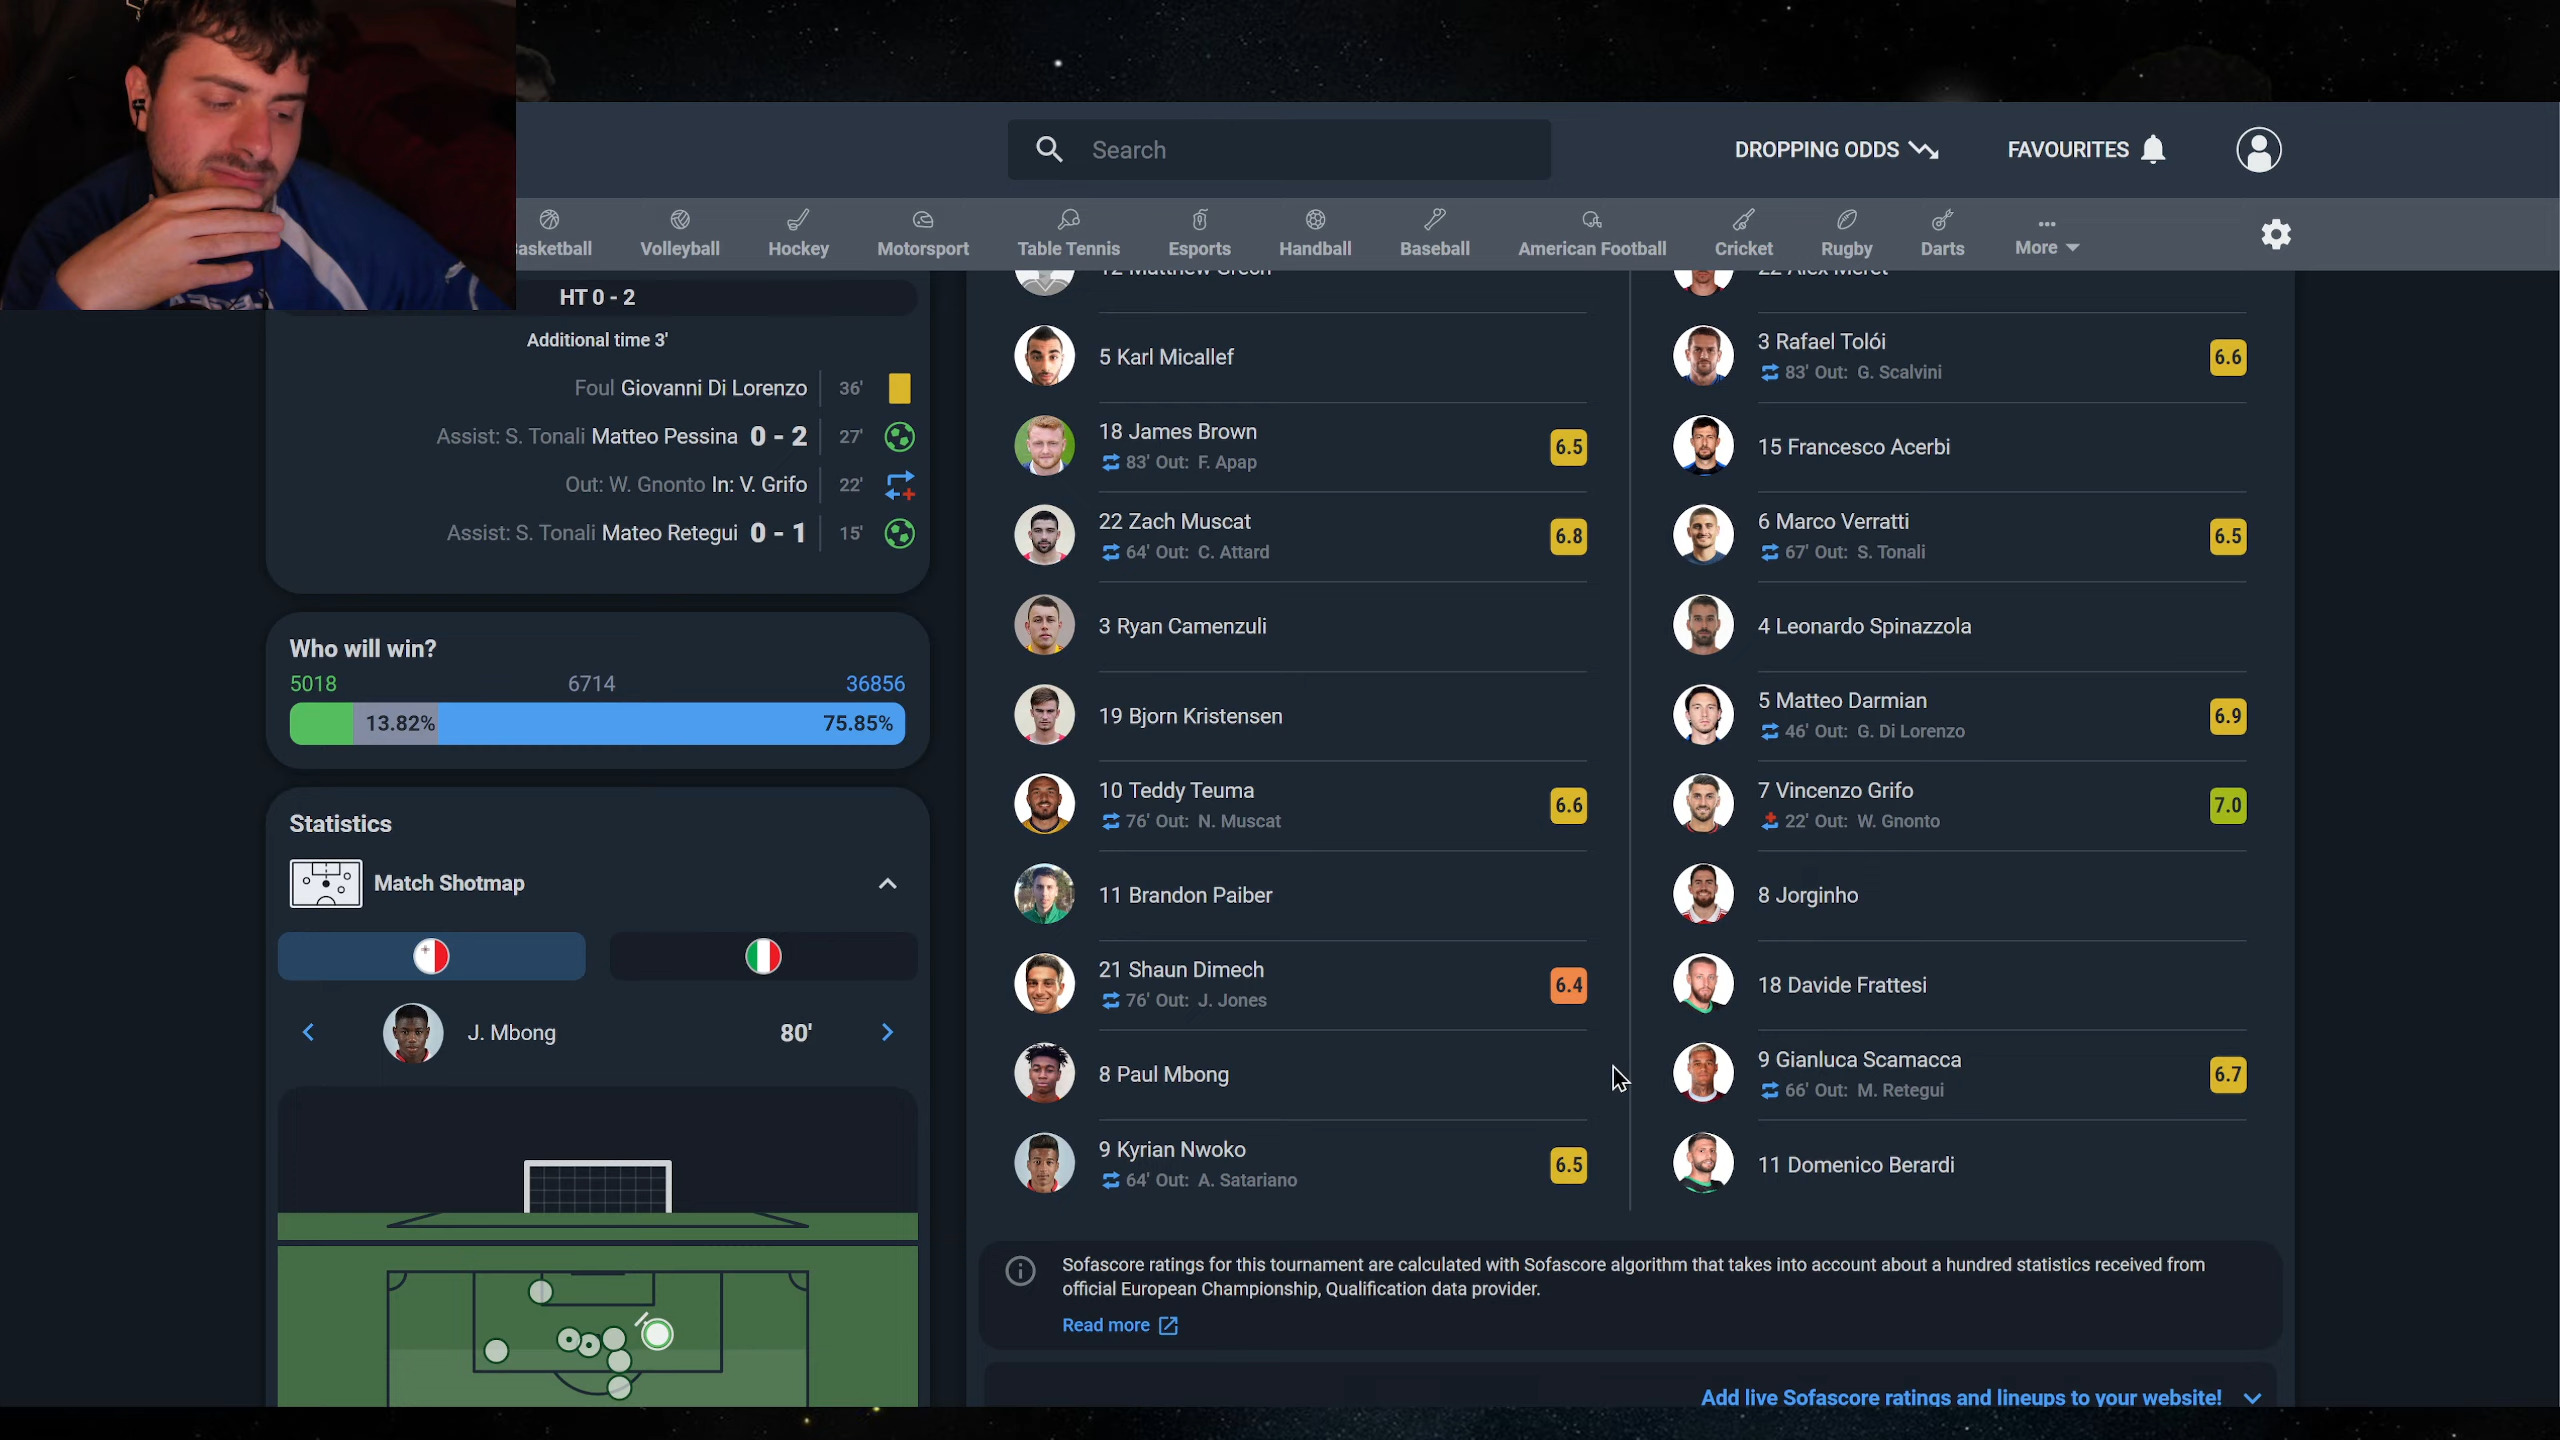 Search
DROPPING ODDS
FAVOURITES
asketball
Volleyball
Hockey
Motorsport
Table Tennis
Esports
Handball
Baseball
American Football
Cricket
Rugby
Darts
More
HT 0 - 2
Additional time 3'
Foul Giovanni Di Lorenzo 36'
Assist: S. Tonali Matteo Pessina 0 - 2 27'
Out: W. Gnonto In: V. Grifo 22'
Assist: S. Tonali Mateo Retegui 0 - 1 15'
Who will win?
5018 6714 36856
13.82% 75.85%
Statistics
Match Shotmap
J. Mbong 80'
12 Matthew
5 Karl Micallef
18 James Brown
83' Out: F. Apap
6.5
22 Zach Muscat
64' Out: C. Attard
6.8
3 Ryan Camenzuli
19 Bjorn Kristensen
10 Teddy Teuma
76' Out: N. Muscat
6.6
11 Brandon Paiber
21 Shaun Dimech
76' Out: J. Jones
6.4
8 Paul Mbong
9 Kyrian Nwoko
64' Out: A. Satariano
6.5
22 Alex Meret
3 Rafael Tolói
83' Out: G. Scalvini
6.6
15 Francesco Acerbi
6 Marco Verratti
67' Out: S. Tonali
6.5
4 Leonardo Spinazzola
5 Matteo Darmian
46' Out: G. Di Lorenzo
6.9
7 Vincenzo Grifo
22' Out: W. Gnonto
7.0
8 Jorginho
18 Davide Frattesi
9 Gianluca Scamacca
66' Out: M. Retegui
6.7
11 Domenico Berardi
Sofascore ratings for this tournament are calculated with Sofascore algorithm that takes into account about a hundred statistics received from
official European Championship, Qualification data provider.
Read more
Add live Sofascore ratings and lineups to your website!